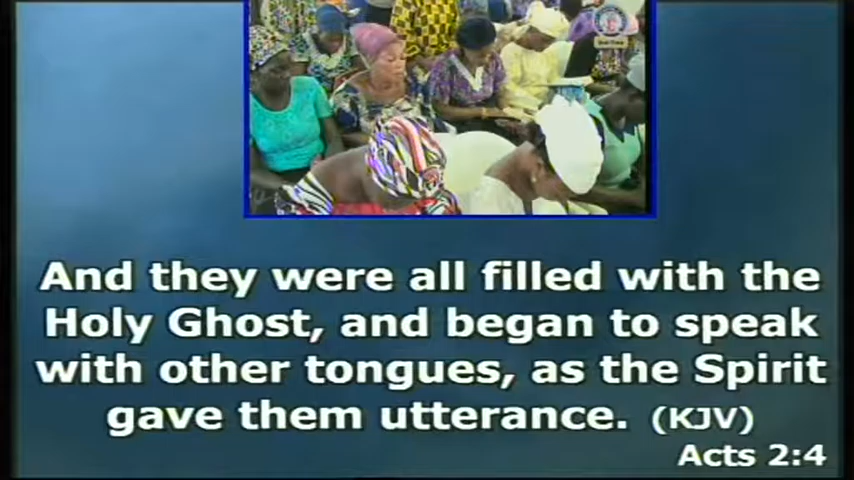 And they were all filled with the
Holy Ghost, and began to speak
with other tongues, as the Spirit
gave them utterance. (KJV)
Acts 2:4